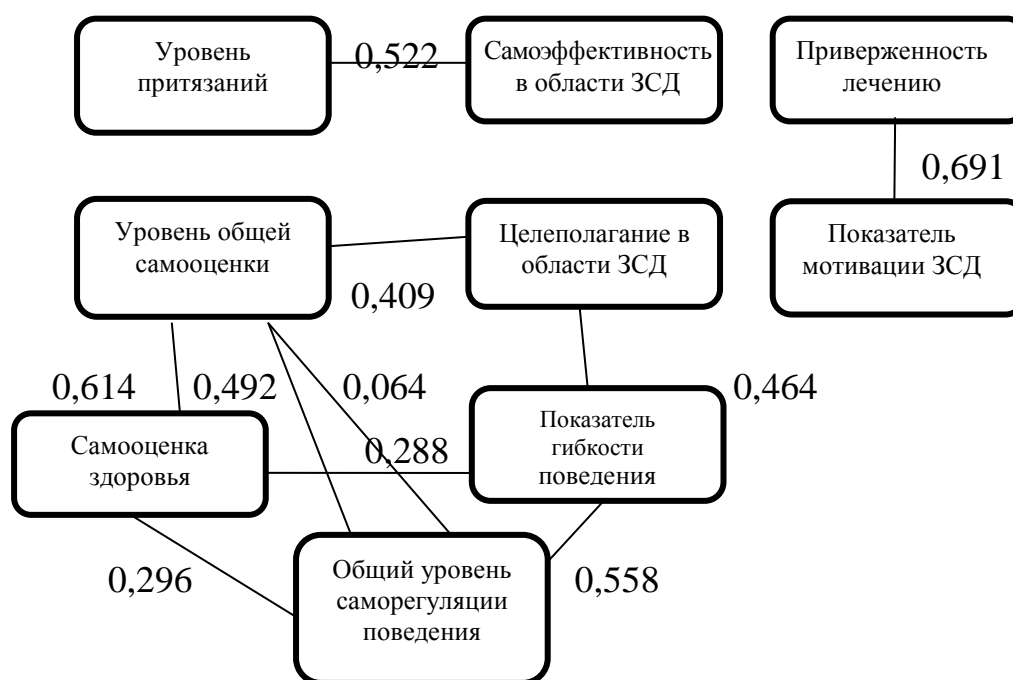 Уровень
притязаний
0,522
Самоэффективность
в области ЗСД
Приверженность
лечению
0,691
Уровень общей
самооценки
Целеполагание в
области ЗСД
Показатель
мотивации ЗСД
0,409
0,614
0,492
0,064
0,464
Самооценка
здоровья
0,288
Показатель
гибкости
поведения
0,296
Общий уровень
саморегуляции
поведения
0,558